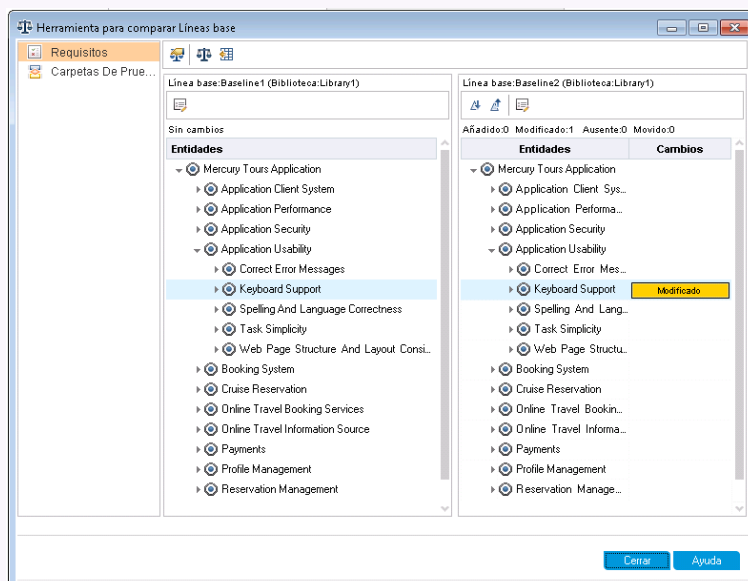 Herramienta para comparar Líneas base
Requisitos
Carpetas De Prue...
Línea base:Baseline1 (Biblioteca:Library1)
Sin cambios
Entidades
Mercury Tours Application
Application Client System
Application Performance
Application Security
Application Usability
Correct Error Messages
Keyboard Support
Spelling And Language Correctness
Task Simplicity
Web Page Structure And Layout Consi...
Booking System
Cruise Reservation
Online Travel Booking Services
Online Travel Information Source
Payments
Profile Management
Reservation Management
Línea base:Baseline2 (Biblioteca:Library1)
Añadido:0 Modificado:1 Ausente:0 Movido:0
Entidades Cambios
Mercury Tours Application
Application Client Sys...
Application Performa...
Application Security
Application Usability
Correct Error Mes...
Keyboard Support Modificado
Spelling And Lang...
Task Simplicity
Web Page Structu...
Booking System
Cruise Reservation
Online Travel Bookin...
Online Travel Informa...
Payments
Profile Management
Reservation Manage...
Cerrar Ayuda